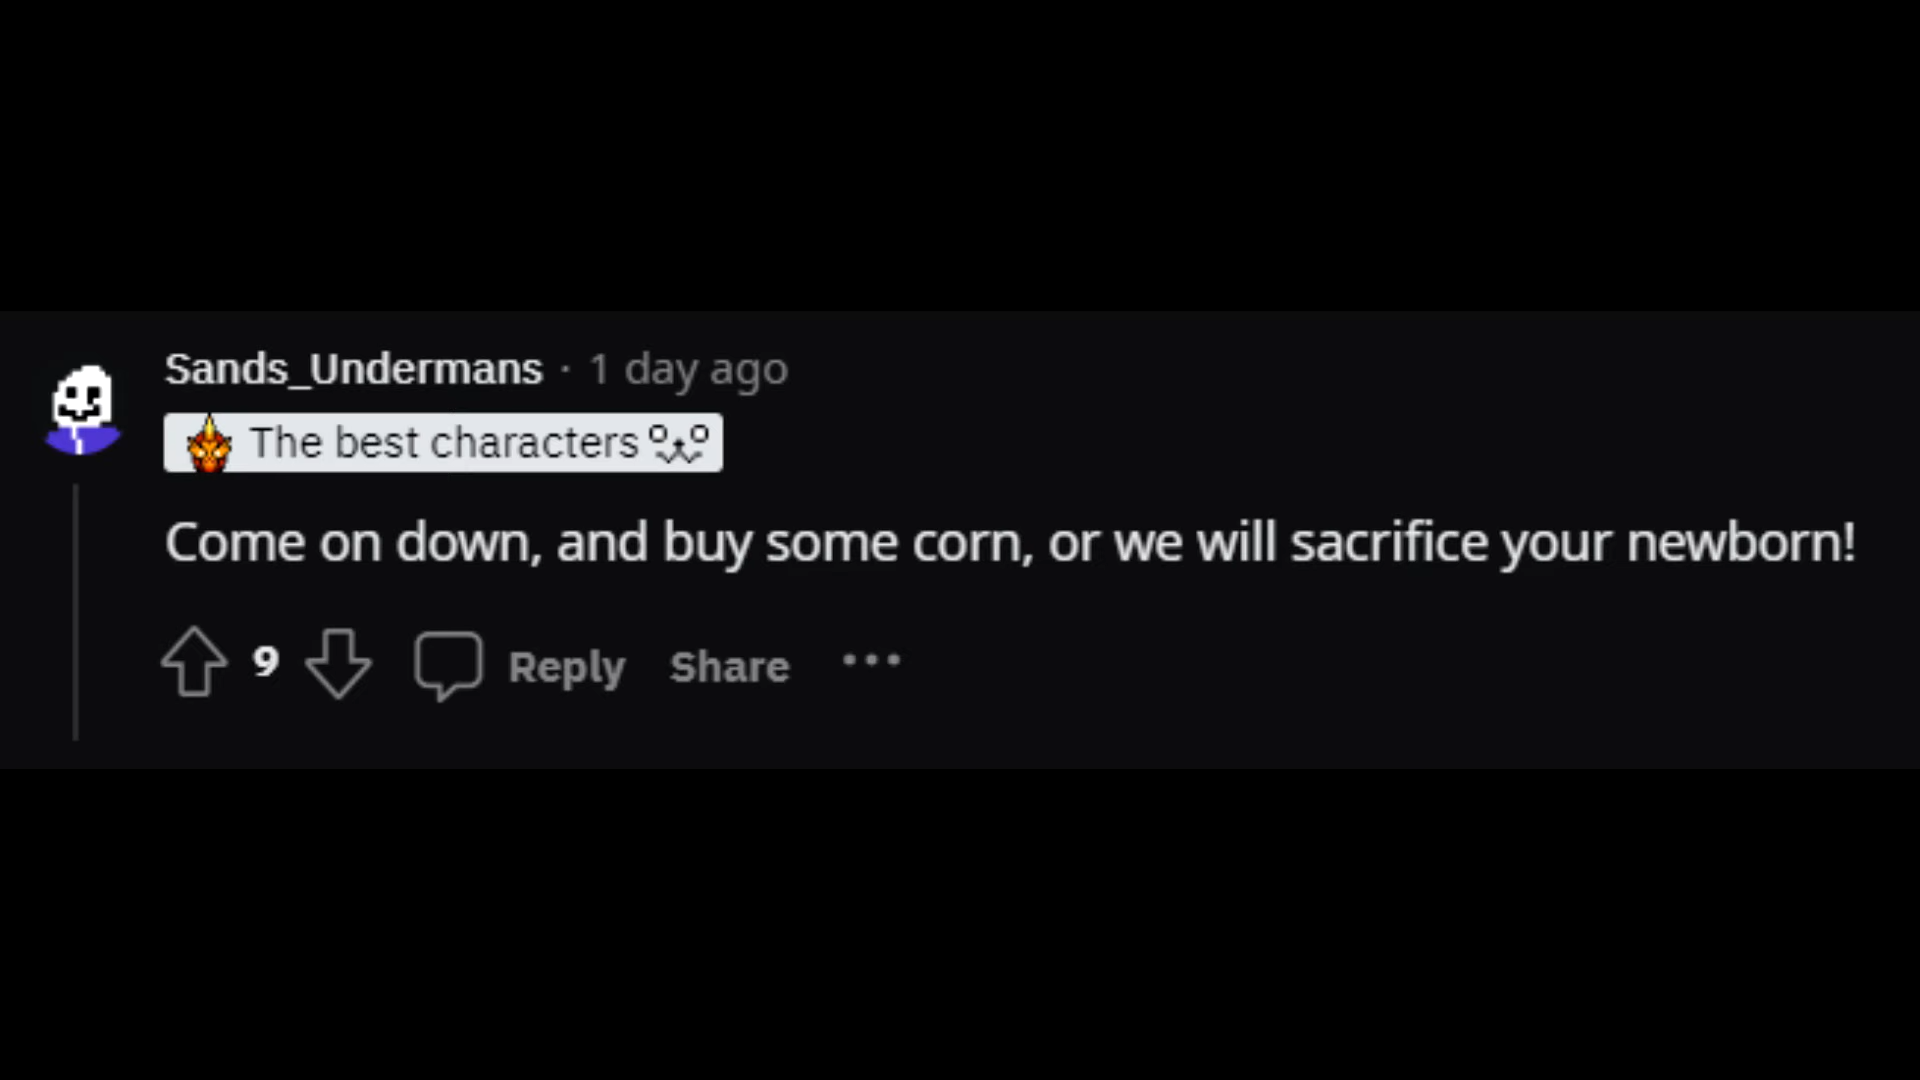 Sands_Undermans · 1 day ago
The best characters
Come on down, and buy some corn, or we will sacrifice your newborn!
9 Reply Share ...